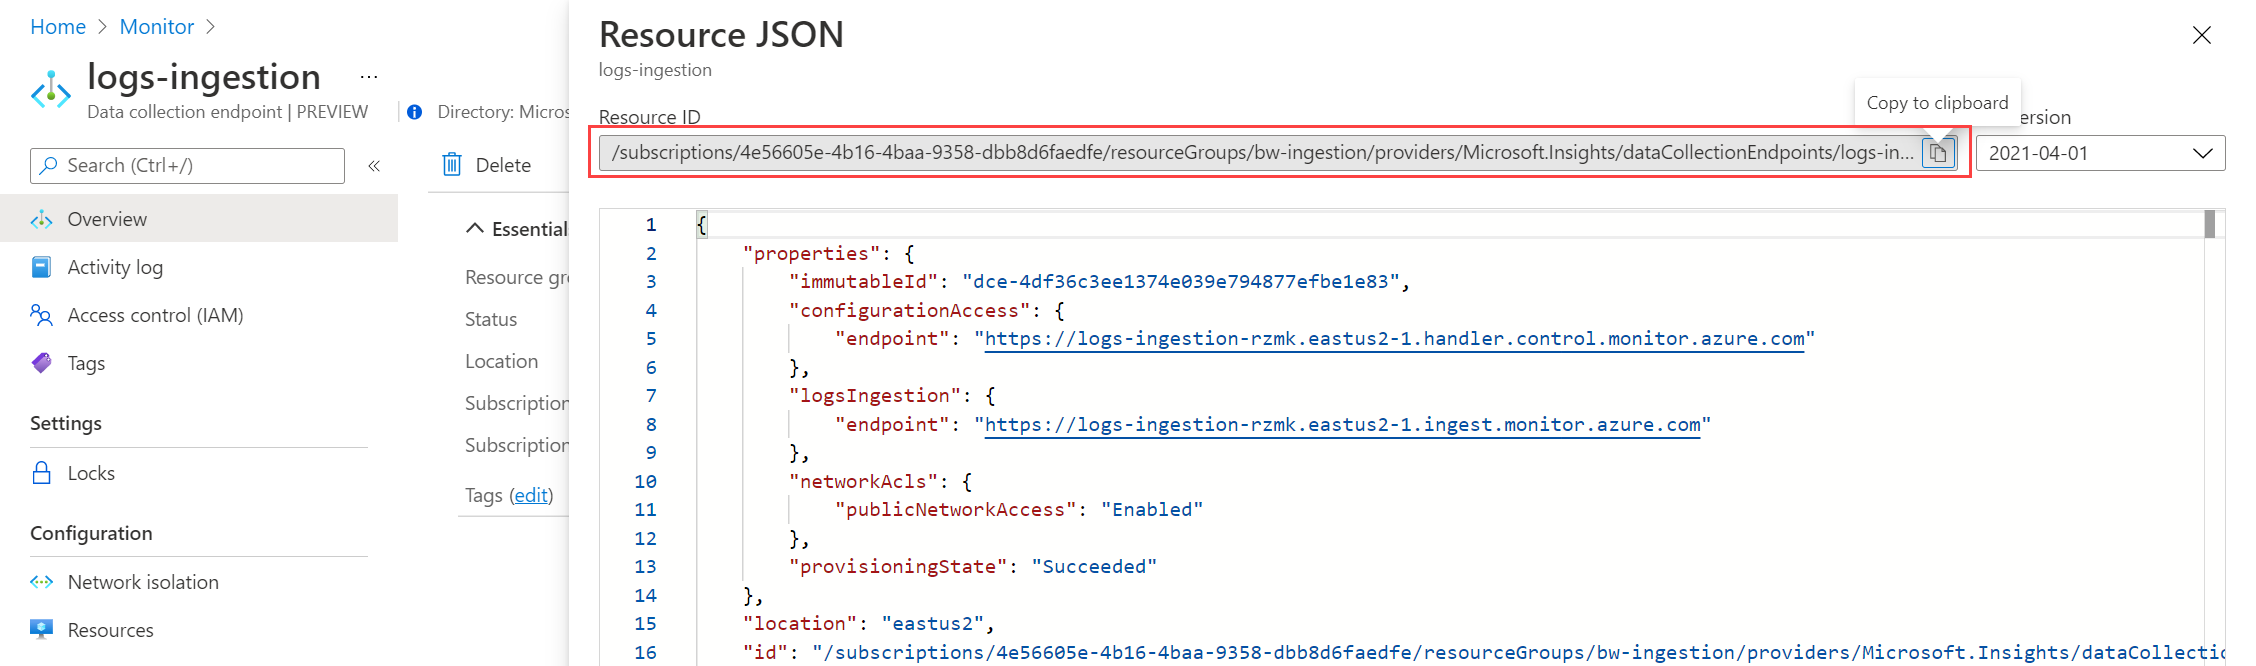 Home > Monitor >
logs-ingestion ...
Data collection endpoint | PREVIEW
Directory: Micros
Search (Ctrl+/)
«
Overview
Activity log
Access control (IAM)
Tags
Settings
Locks
Configuration
Network isolation
Resources
Delete
Essential
Resource gr
Status
Location
Subscription
Subscription
Tags (edit)
Resource JSON
logs-ingestion
Copy to clipboard
Resource ID
ersion
/subscriptions/4e56605e-4b16-4baa-9358-dbb8d6faedfe/resourceGroups/bw-ingestion/providers/Microsoft.Insights/dataCollectionEndpoints/logs-in...
2021-04-01
1 {
2 "properties": {
3 "immutableId": "dce-4df36c3ee1374e039e794877efbe1e83",
4 "configurationAccess": {
5 "endpoint": "https://logs-ingestion-rzmk.eastus2-1.handler.control.monitor.azure.com"
6 },
7 "logsIngestion": {
8 "endpoint": "https://logs-ingestion-rzmk.eastus2-1.ingest.monitor.azure.com"
9 },
10 "networkAcls": {
11 "publicNetworkAccess": "Enabled"
12 },
13 "provisioningState": "Succeeded"
14 },
15 "location": "eastus2",
16 "id": "/subscriptions/4e56605e-4b16-4baa-9358-dbb8d6faedfe/resourceGroups/bw-ingestion/providers/Microsoft.Insights/dataCollectic